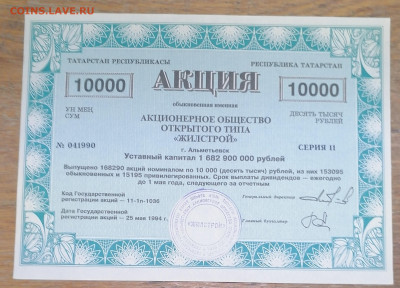 COINS.LAVE.RU
ТАТАРСТАН РЕСПУБЛИКАСЫ
РЕСПУБЛИКА ТАТАРСТАН
10000
АКЦИЯ
10000
обыкновенная именная
УН МЕҢ
СУМ
ДЕСЯТЬ ТЫСЯЧ
РУБЛЕЙ
АКЦИОНЕРНОЕ ОБЩЕСТВО
ОТКРЫТОГО ТИПА
"ЖИЛСТРОЙ"
№ 041990
г. Альметьевск
СЕРИЯ II
Уставный капитал 1 682 900 000 рублей
Выпущено 168290 акций номиналом по 10 000 (десять тысяч) рублей, из них 153095
обыкновенных и 15195 привилегированных. Срок выплаты дивидендов — ежегодно
до 1 мая года, следующего за отчетным
Код Государственной
регистрации акций — 11-1п-1036
Генеральный директор
Дата Государственной
регистрации акций — 25 мая 1994 г.
Главный бухгалтер
"ЖИЛСТРОЙ"